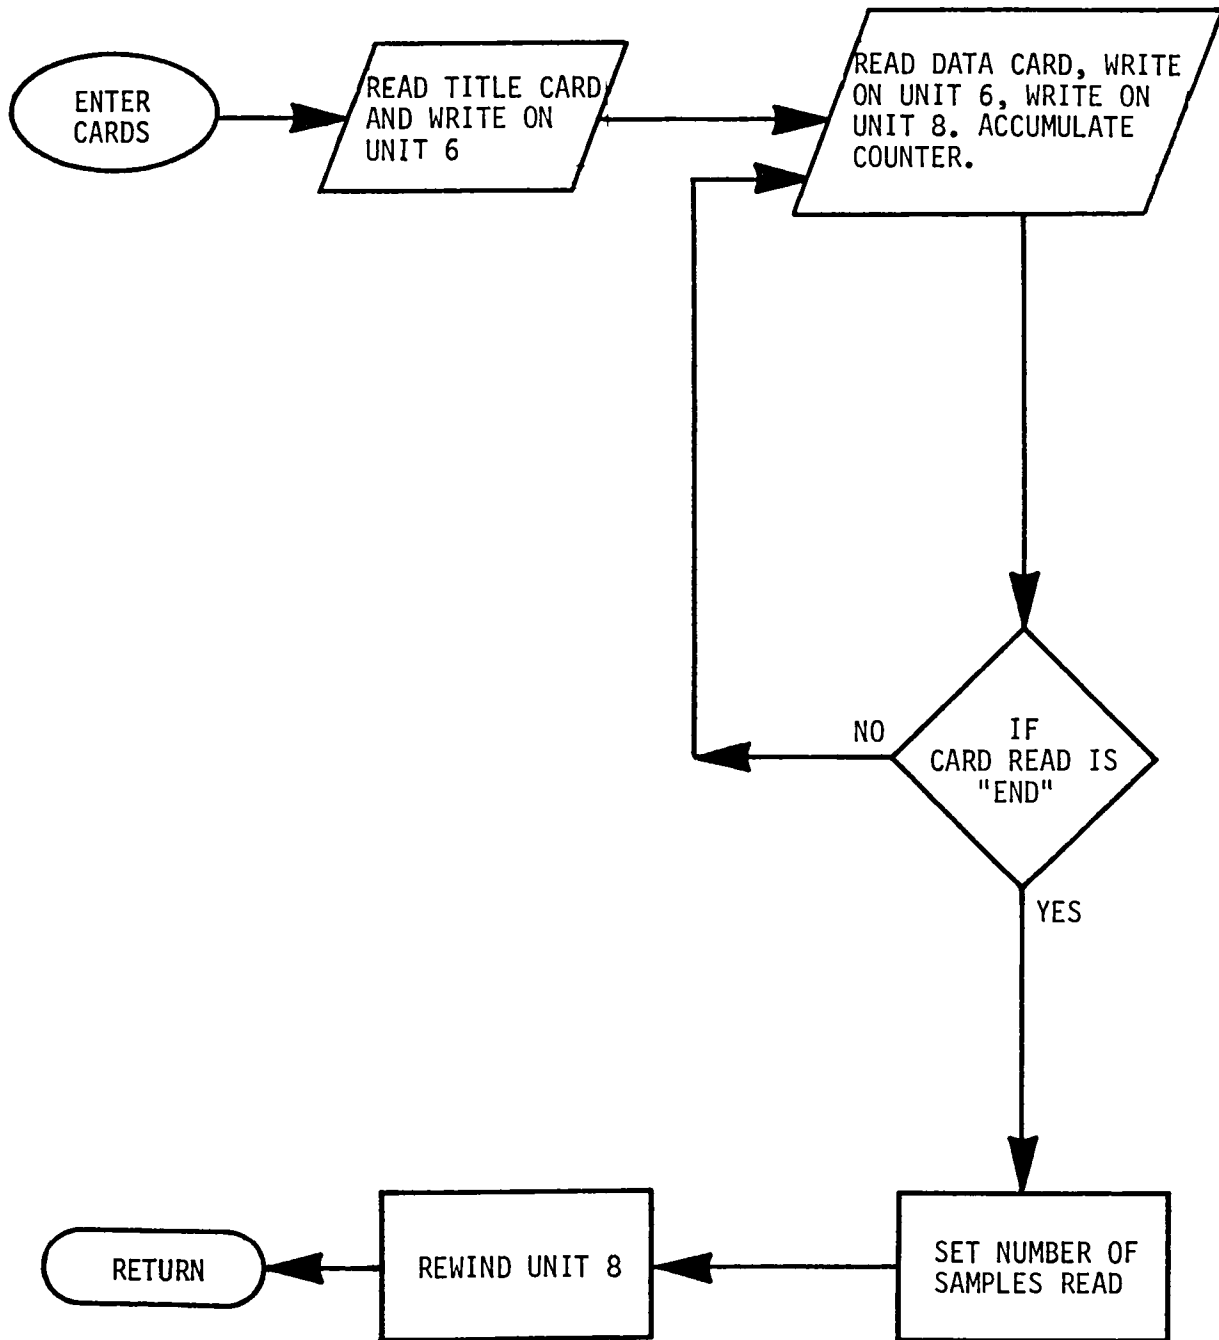 ENTER
CARDS
READ TITLE CARD
AND WRITE ON
UNIT 6
READ DATA CARD, WRITE
ON UNIT 6, WRITE ON
UNIT 8. ACCUMULATE
COUNTER.
NO
IF
CARD READ IS
"END"
YES
SET NUMBER OF
SAMPLES READ
REWIND UNIT 8
RETURN